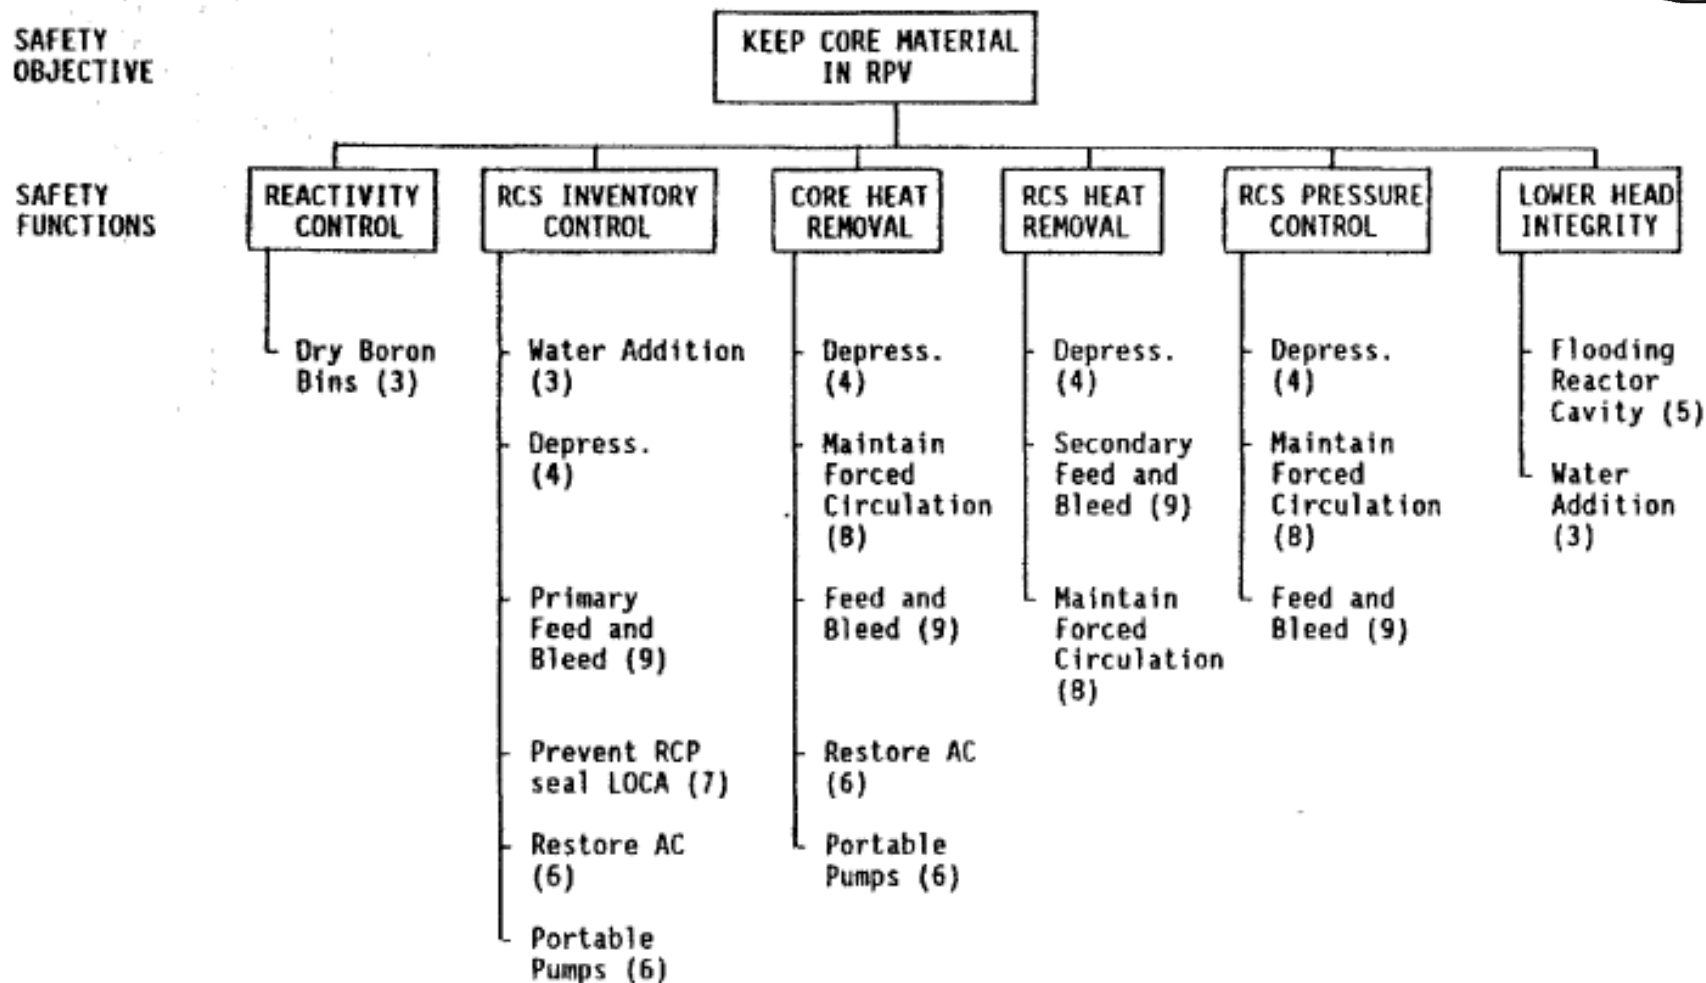 SAFETY
OBJECTIVE
KEEP CORE MATERIAL
IN RPV
SAFETY
FUNCTIONS
REACTIVITY
CONTROL
RCS INVENTORY
CONTROL
CORE HEAT
REMOVAL
RCS HEAT
REMOVAL
RCS PRESSURE
CONTROL
LOWER HEAD
INTEGRITY
Dry Boron
Bins (3)
Water Addition
(3)
Depress.
(4)
Primary
Feed and
Bleed (9)
Prevent RCP
seal LOCA (7)
Restore AC
(6)
Portable
Pumps (6)
Depress.
(4)
Maintain
Forced
Circulation
(8)
Feed and
Bleed (9)
Restore AC
(6)
Portable
Pumps (6)
Depress.
(4)
Secondary
Feed and
Bleed (9)
Maintain
Forced
Circulation
(8)
Depress.
(4)
Maintain
Forced
Circulation
(8)
Feed and
Bleed (9)
Flooding
Reactor
Cavity (5)
Water
Addition
(3)